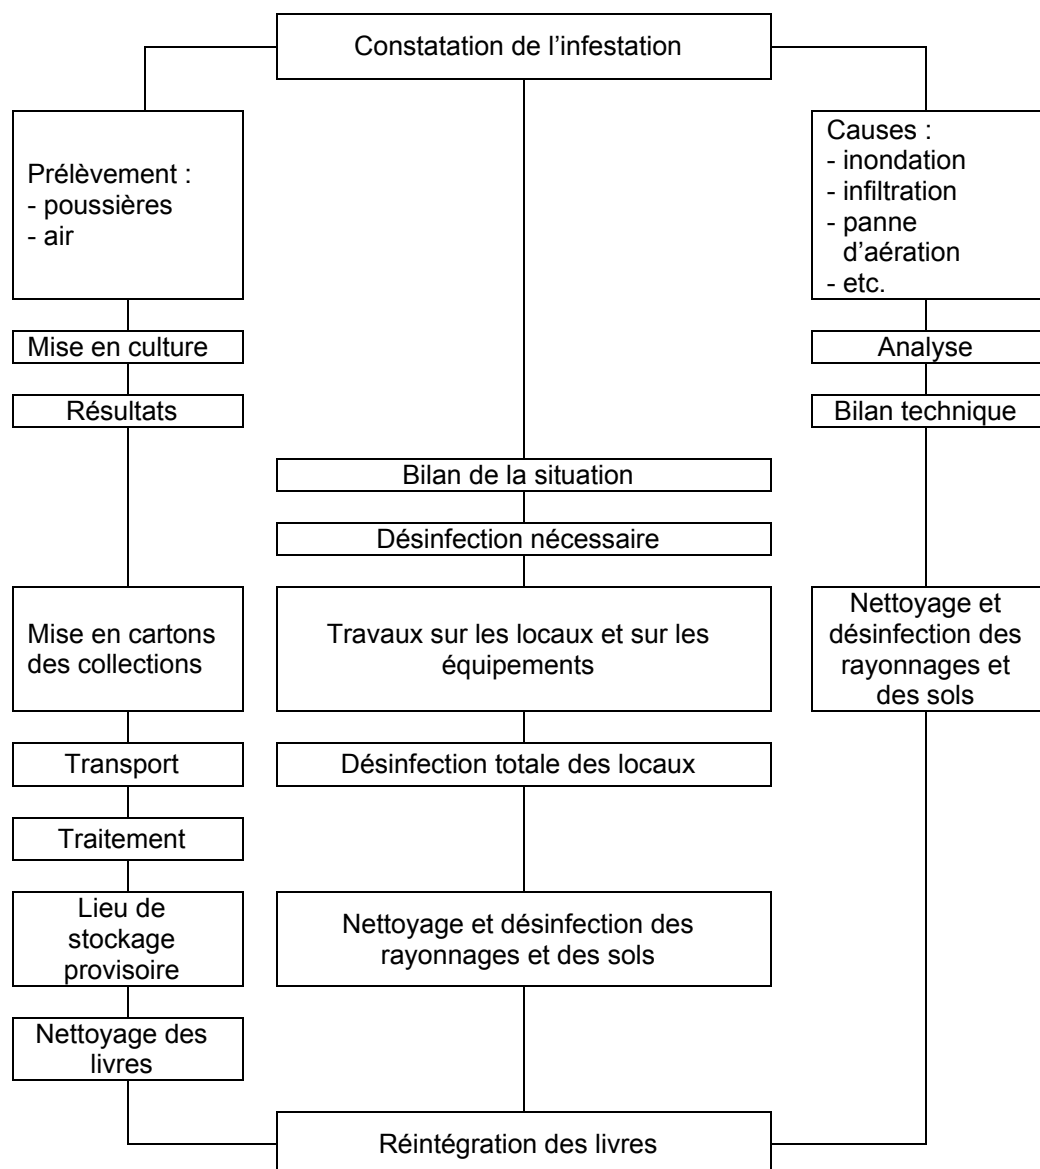 Constatation de l’infestation
Prélèvement :
- poussières
- air
Causes :
- inondation
- infiltration
- panne
d’aération
- etc.
Mise en culture
Analyse
Résultats
Bilan technique
Bilan de la situation
Désinfection nécessaire
Mise en cartons
des collections
Travaux sur les locaux et sur les
équipements
Nettoyage et
désinfection des
rayonnages et
des sols
Transport
Désinfection totale des locaux
Traitement
Lieu de
stockage
provisoire
Nettoyage et désinfection des
rayonnages et des sols
Nettoyage des
livres
Réintégration des livres